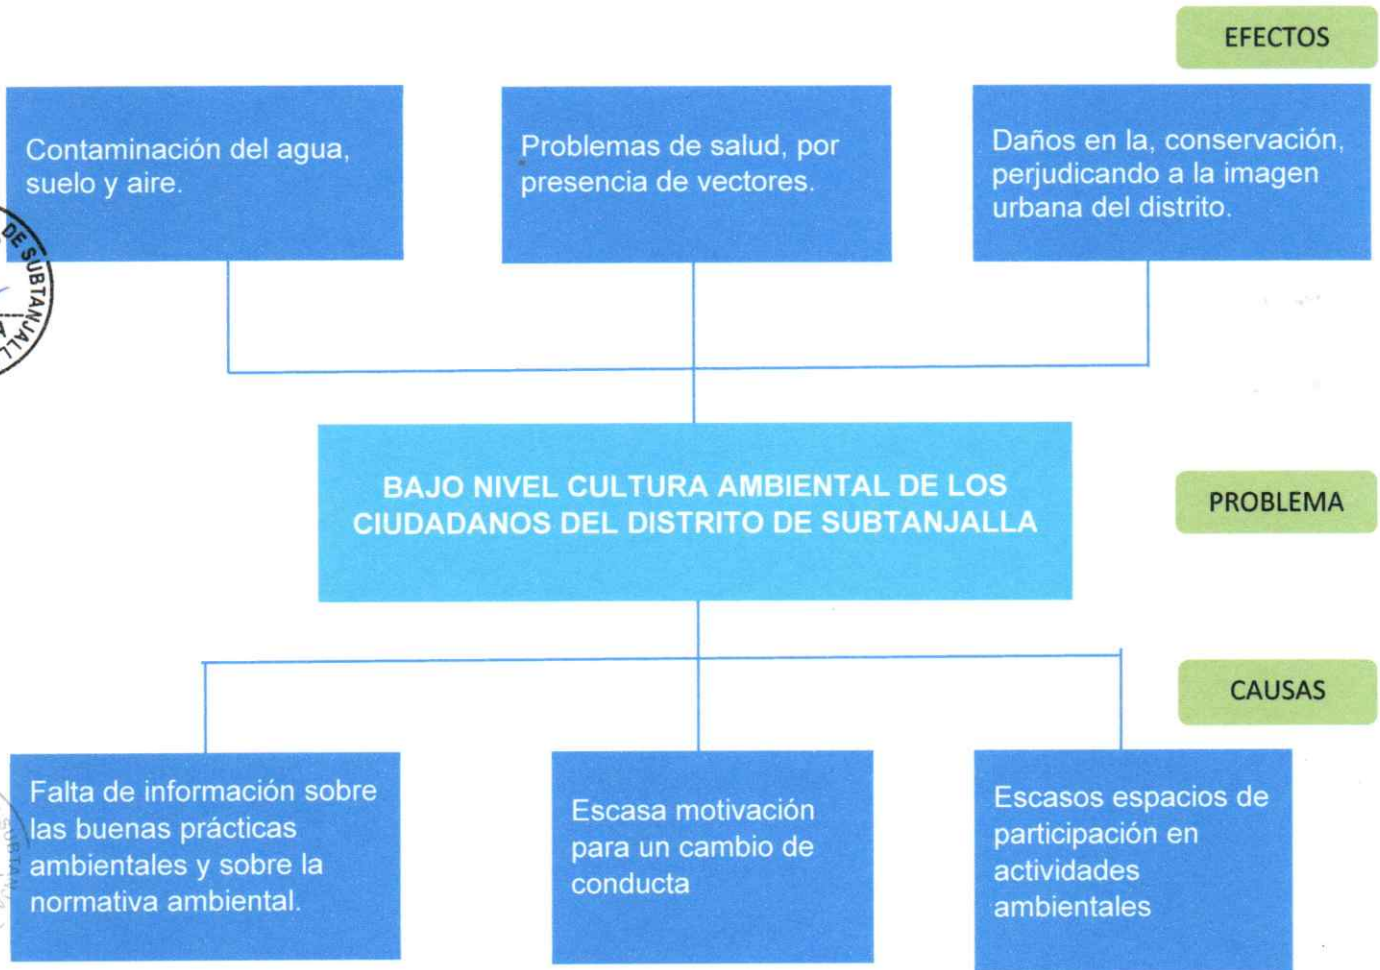 EFECTOS
Contaminación del agua,
suelo y aire.
Problemas de salud, por
presencia de vectores.
Daños en la, conservación,
perjudicando a la imagen
urbana del distrito.
DE SUBTANJALL
BAJO NIVEL CULTURA AMBIENTAL DE LOS
CIUDADANOS DEL DISTRITO DE SUBTANJALLA
PROBLEMA
CAUSAS
Falta de información sobre
las buenas prácticas
ambientales y sobre la
normativa ambiental.
Escasa motivación
para un cambio de
conducta
Escasos espacios de
participación en
actividades
ambientales